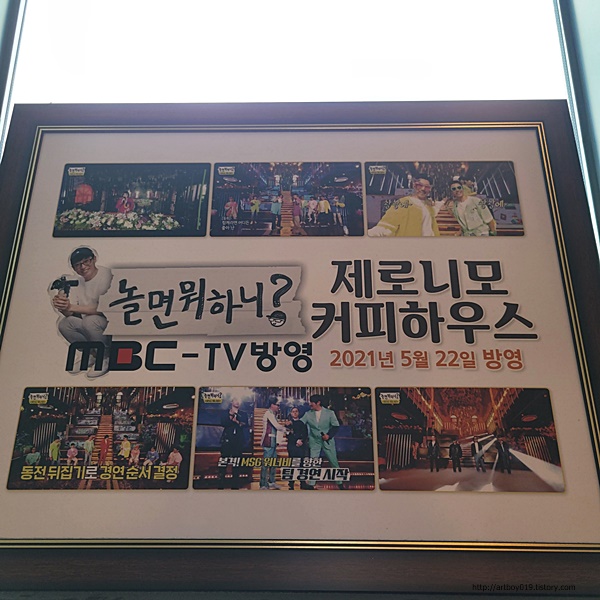 놀면 뭐하니?
제로니모
커피하우스
MBC-TV방영
2021년 5월 22일 방영
동전 뒤집기로 경연 순서 결정
본격! MSG 워너비를 향한
팀 경연 시작
http://artboy019.tistory.com